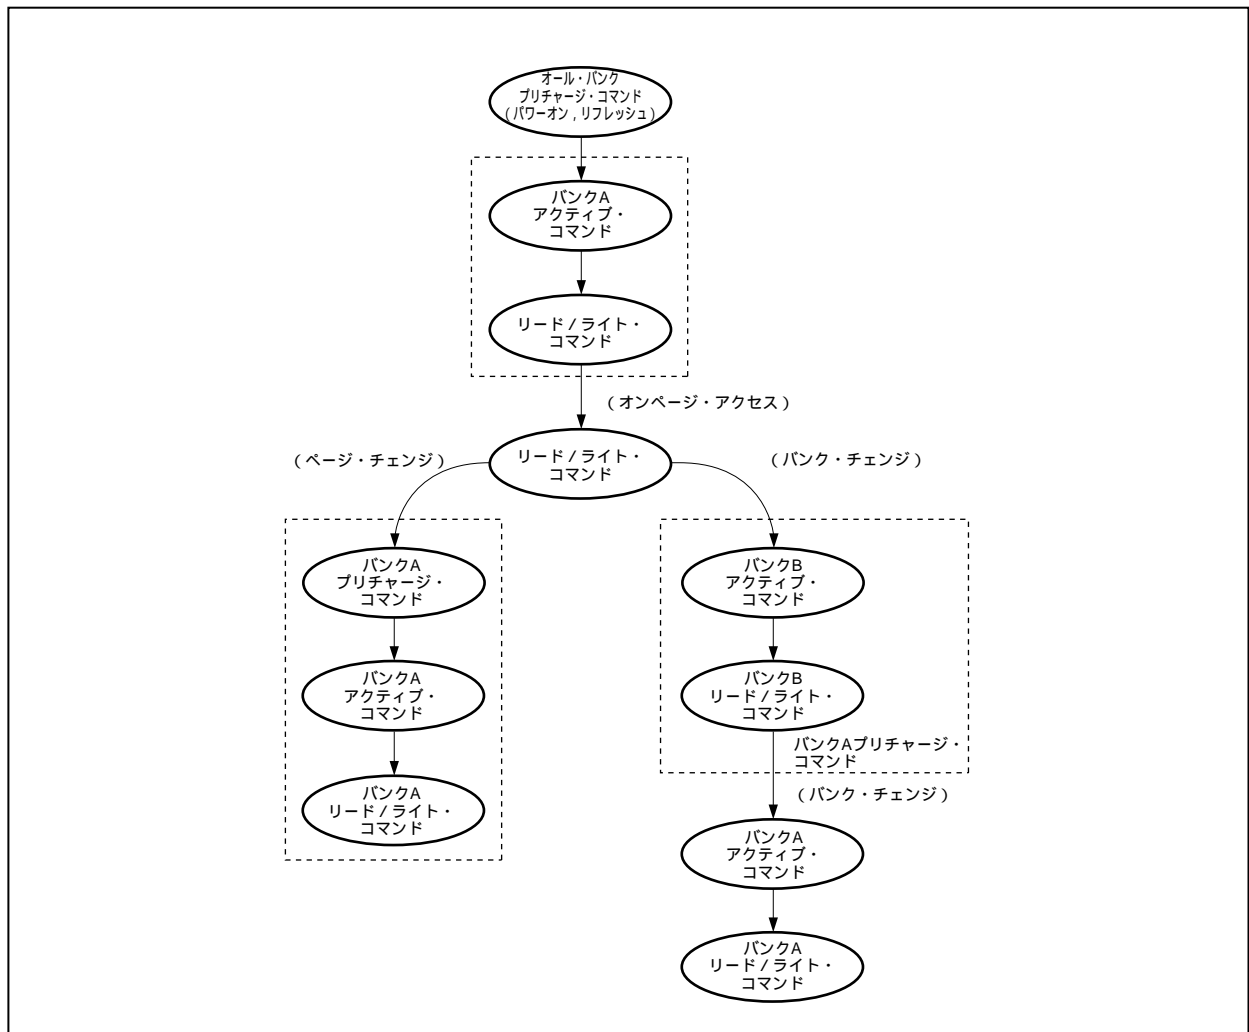 オール・バンク
プリチャージ・コマンド
(パワーオン,リフレッシュ)
バンクA
アクティブ・
コマンド
リード/ライト・
コマンド
(オンページ・アクセス)
リード/ライト・
コマンド
(ページ・チェンジ)
(バンク・チェンジ)
バンクA
プリチャージ・
コマンド
バンクA
アクティブ・
コマンド
バンクA
リード/ライト・
コマンド
バンクB
アクティブ・
コマンド
バンクB
リード/ライト・
コマンド
バンクAプリチャージ・
コマンド
(バンク・チェンジ)
バンクA
アクティブ・
コマンド
バンクA
リード/ライト・
コマンド